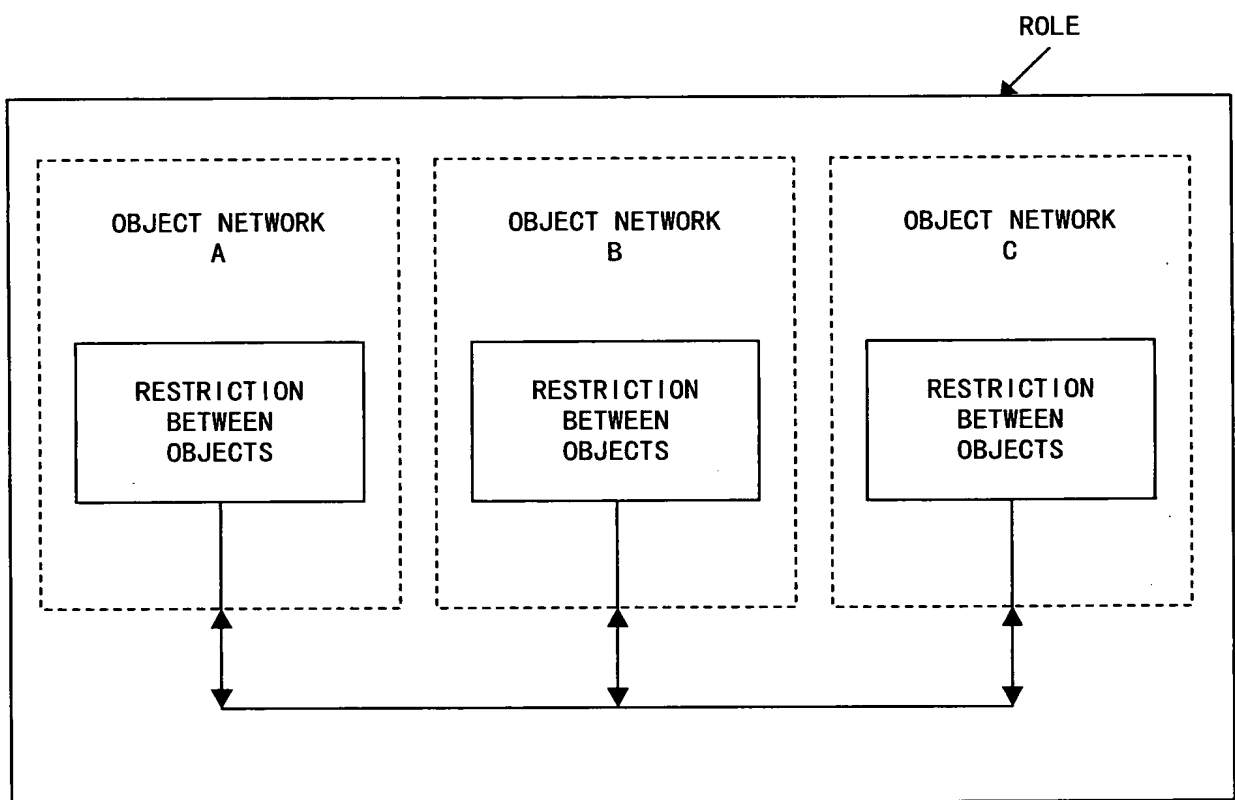 ROLE
OBJECT NETWORK
A
RESTRICTION
BETWEEN
OBJECTS
OBJECT NETWORK
B
RESTRICTION
BETWEEN
OBJECTS
OBJECT NETWORK
C
RESTRICTION
BETWEEN
OBJECTS